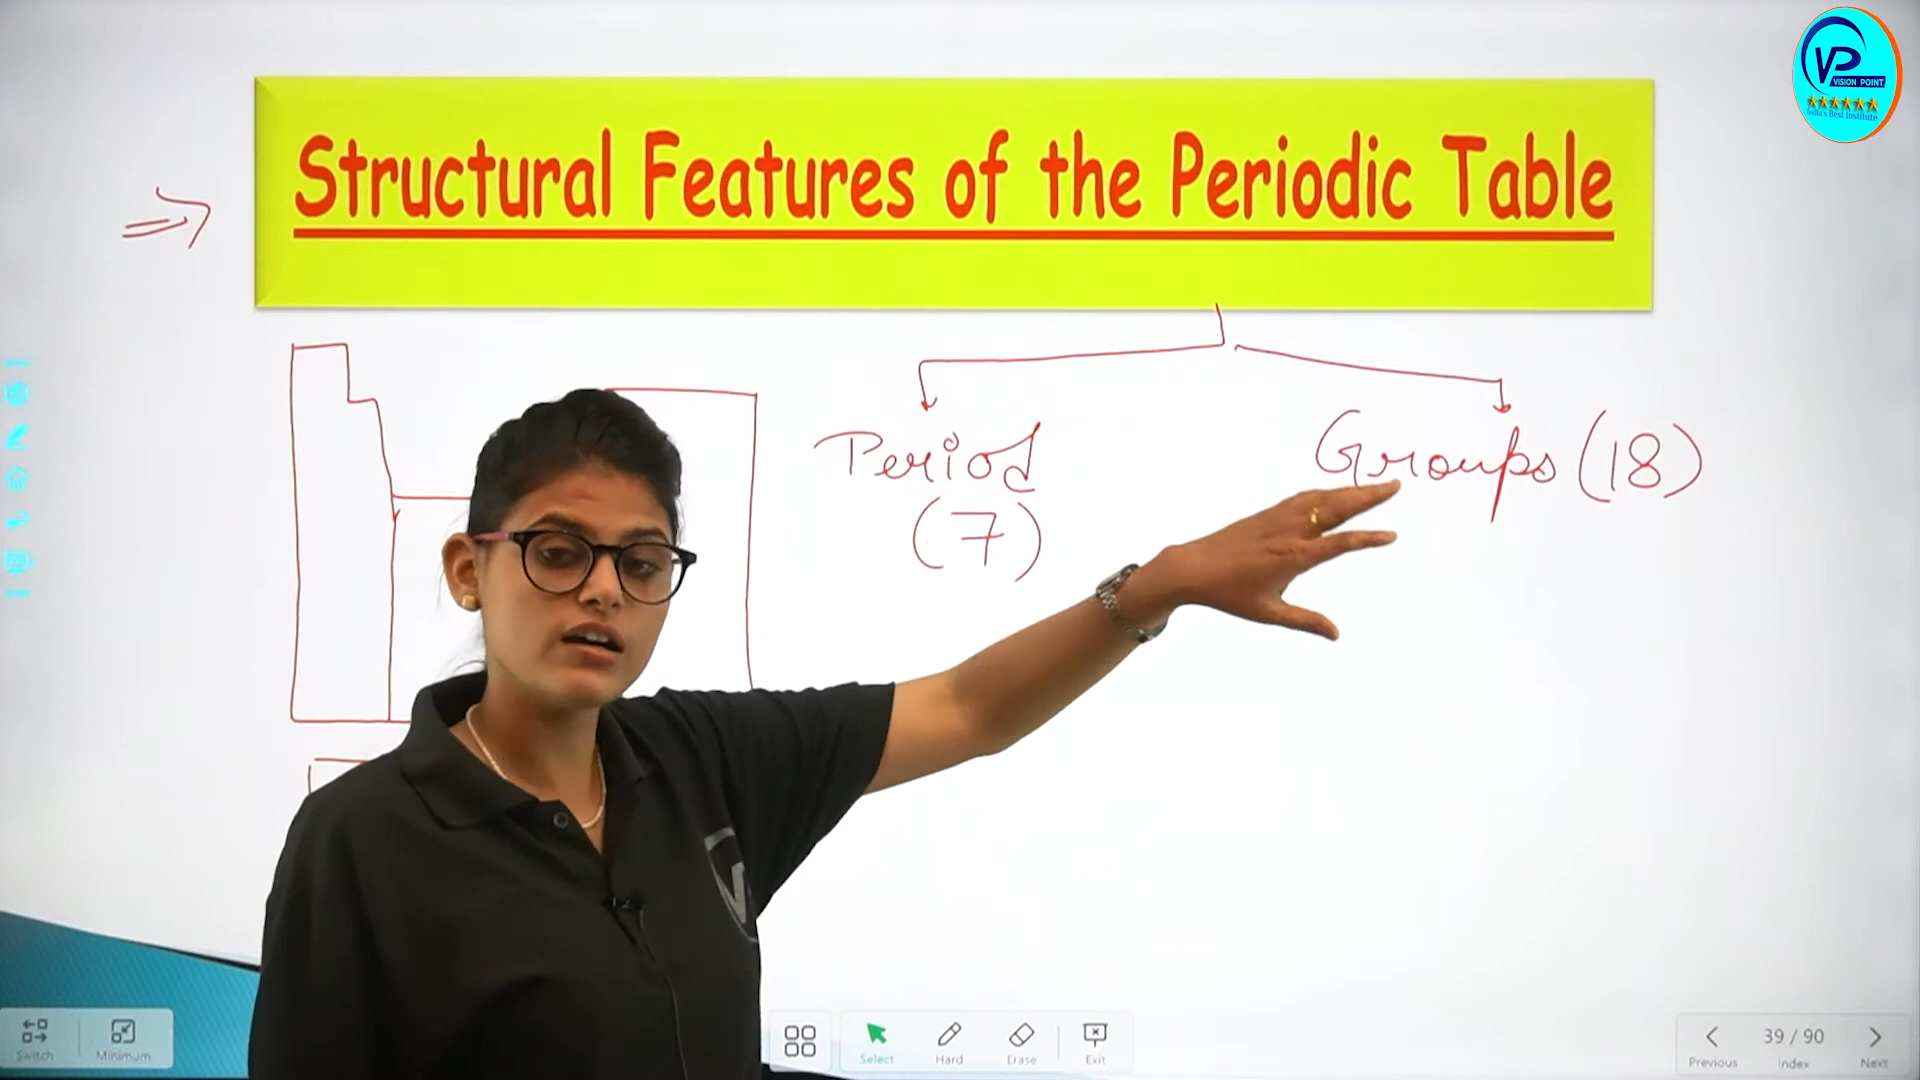 VP
VISION POINT
India's Best Institute
Structural Features of the Periodic Table
Period
(7)
Groups (18)
V
Switch
Minimum
Select
Hard
Erase
Exit
39 / 90
Previous
Index
Next